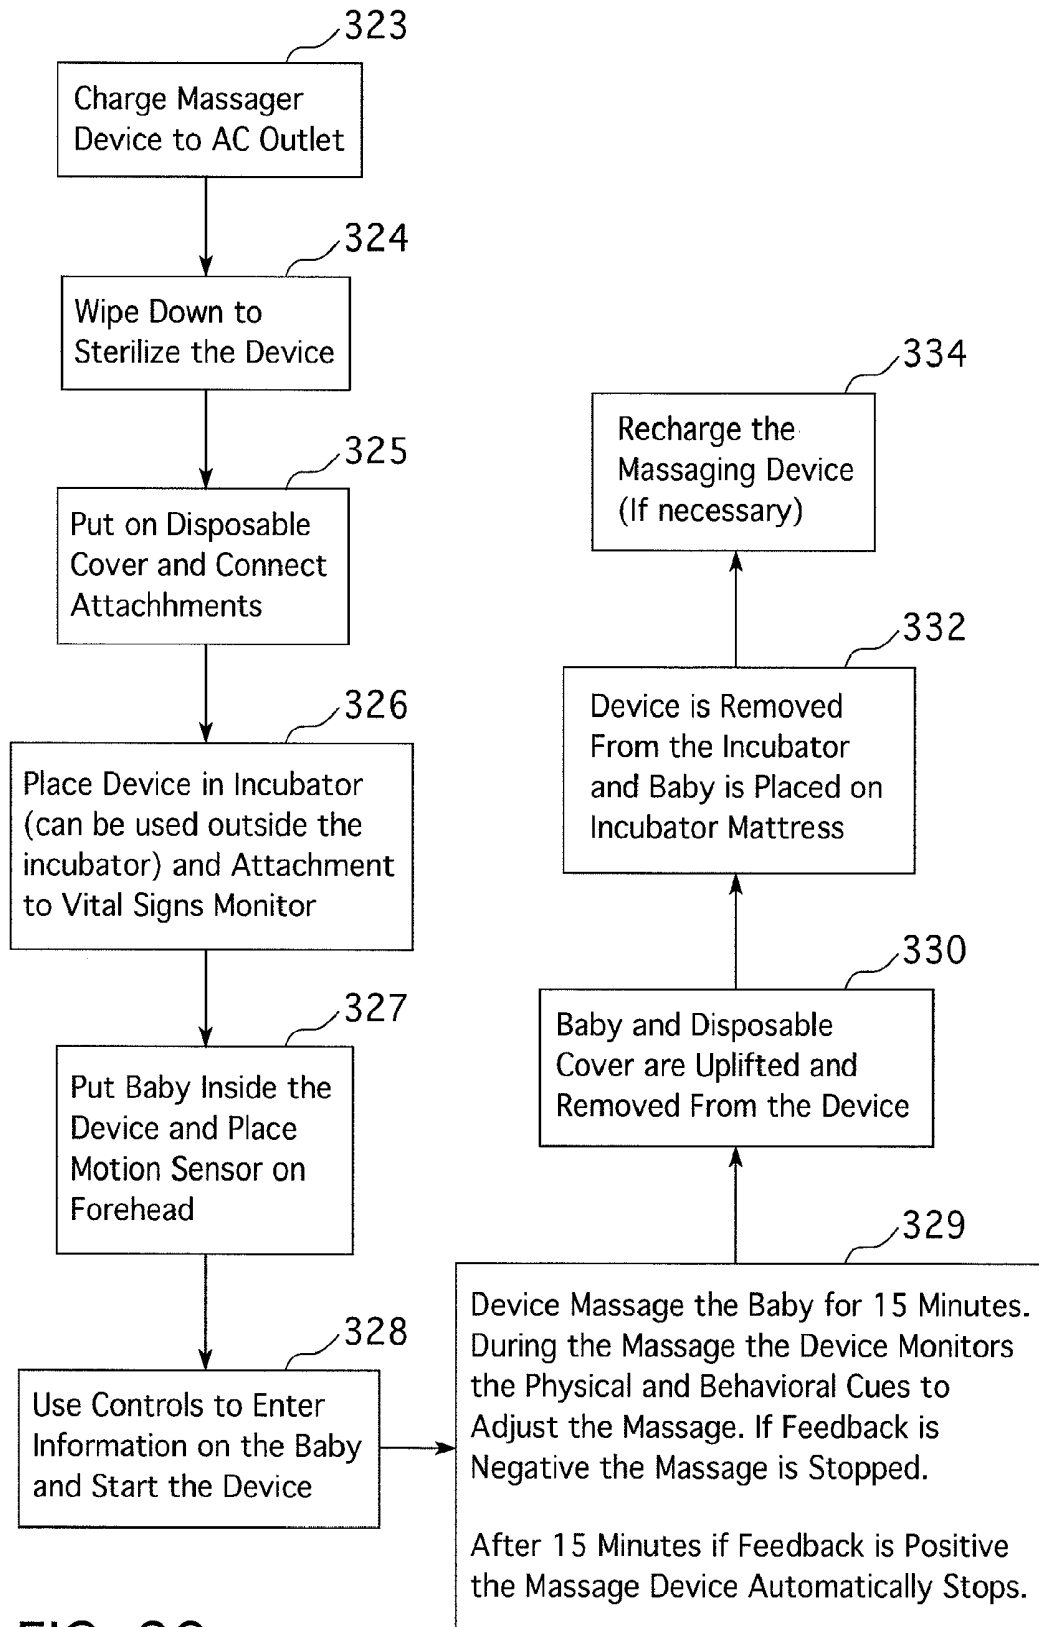 323
Charge Massager
Device to AC Outlet
324
Wipe Down to
Sterilize the Device
325
Put on Disposable
Cover and Connect
Attachhments
326
Place Device in Incubator
(can be used outside the
incubator) and Attachment
to Vital Signs Monitor
327
Put Baby Inside the
Device and Place
Motion Sensor on
Forehead
328
Use Controls to Enter
Information on the Baby
and Start the Device
329
Device Massage the Baby for 15 Minutes.
During the Massage the Device Monitors
the Physical and Behavioral Cues to
Adjust the Massage. If Feedback is
Negative the Massage is Stopped.
After 15 Minutes if Feedback is Positive
the Massage Device Automatically Stops.
330
Baby and Disposable
Cover are Uplifted and
Removed From the Device
332
Device is Removed
From the Incubator
and Baby is Placed on
Incubator Mattress
334
Recharge the
Massaging Device
(If necessary)